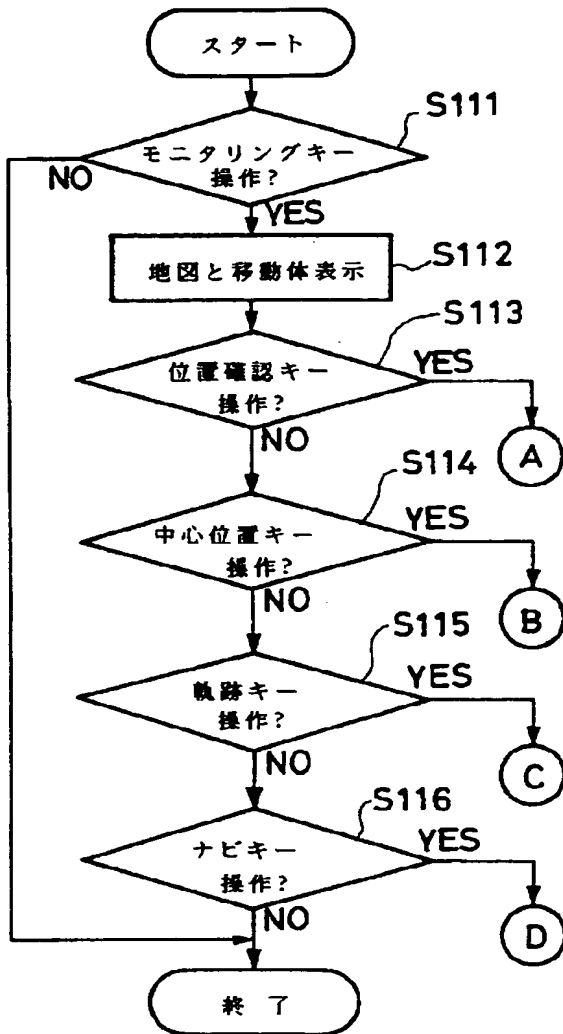 スタート
S111
モニタリングキー
操作?
NO
YES
地図と移動体表示
S112
S113
位置確認キー
操作?
YES
NO
A
S114
中心位置キー
操作?
YES
NO
B
S115
軌跡キー
操作?
YES
NO
C
S116
ナビキー
操作?
YES
NO
D
終了